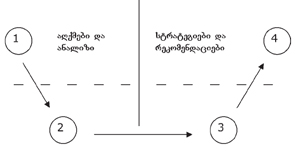 1
აღქმები და
ანალიზი
სტრატეგიები და
რეკომენდაციები
4
2
3